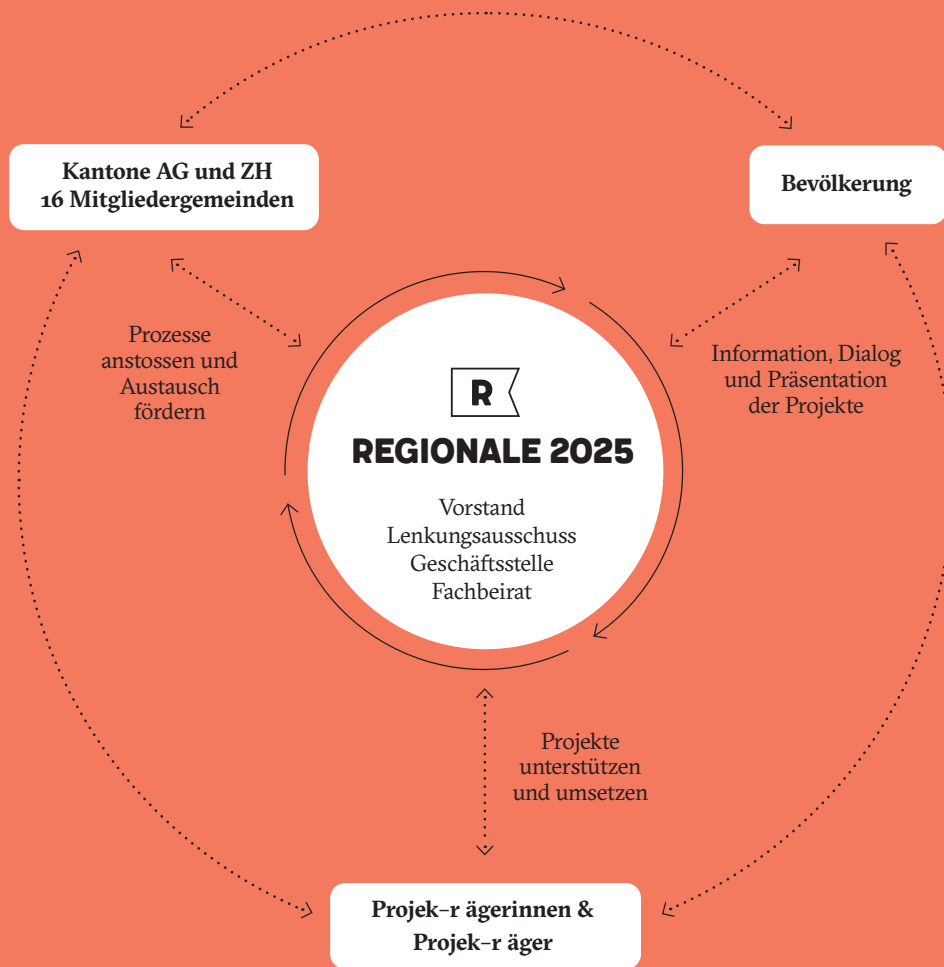 Kantone AG und ZH
16 Mitgliedergemeinden
Bevölkerung
Prozesse
anstossen und
Austausch
fördern
Information, Dialog
und Präsentation
der Projekte
R
REGIONALE 2025
Vorstand
Lenkungsausschuss
Geschäftsstelle
Fachbeirat
Projekte
unterstützen
und umsetzen
Projek-r ägerinnen &
Projek-r äger